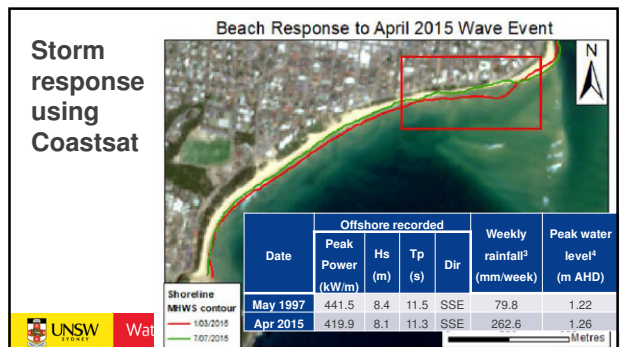 Beach Response to April 2015 Wave Event
Storm
response
using
Coastsat
N
Offshore recorded
Date
Peak
Power
(kW/m)
Hs
(m)
Tp
(s)
Dir
Weekly
rainfall³
(mm/week)
Peak water
level⁴
(m AHD)
May 1997 441.5 8.4 11.5 SSE 79.8 1.22
Apr 2015 419.9 8.1 11.3 SSE 262.6 1.26
Shoreline
MHWS contour
1/03/2015
7/07/2015
UNSW
SYDNEY
Wat
Metres